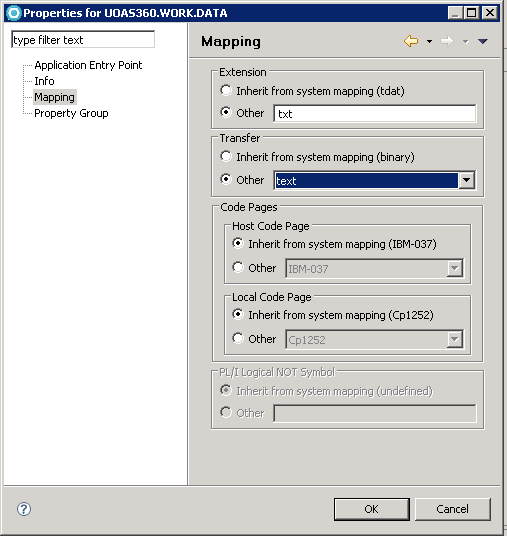 Properties for UOAS360.WORK.DATA
type filter text
Application Entry Point
Info
Mapping
Property Group
Mapping
Extension
Inherit from system mapping (tdat)
Other txt
Transfer
Inherit from system mapping (binary)
Other text
Code Pages
Host Code Page
Inherit from system mapping (IBM-037)
Other IBM-037
Local Code Page
Inherit from system mapping (Cp1252)
Other Cp1252
PL/I Logical NOT Symbol
Inherit from system mapping (undefined)
Other
?
OK Cancel